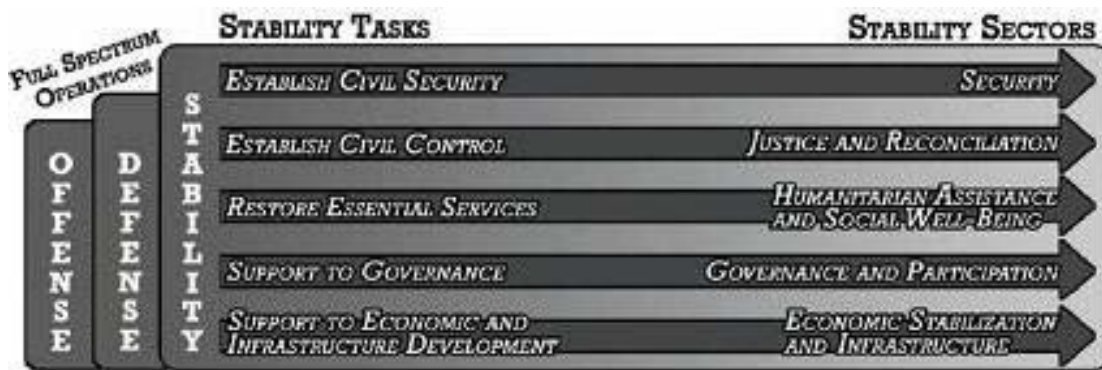 STABILITY TASKS
STABILITY SECTORS
FULL SPECTRUM
OPERATIONS
OFFENSE
DEFENSE
STABILITY
ESTABLISH CIVIL SECURITY
SECURITY
ESTABLISH CIVIL CONTROL
JUSTICE AND RECONCILIATION
RESTORE ESSENTIAL SERVICES
HUMANITARIAN ASSISTANCE
AND SOCIAL WELL-BEING
SUPPORT TO GOVERNANCE
GOVERNANCE AND PARTICIPATION
SUPPORT TO ECONOMIC AND
INFRASTRUCTURE DEVELOPMENT
ECONOMIC STABILIZATION
AND INFRASTRUCTURE